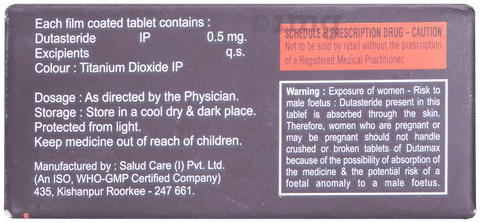 Each film coated tablet contains :
Dutasteride IP 0.5 mg.
Excipients q.s.
Colour : Titanium Dioxide IP
Dosage : As directed by the Physician.
Storage : Store in a cool dry & dark place.
Protected from light.
Keep medicine out of reach of children.
Manufactured by : Salud Care (I) Pvt. Ltd.
(An ISO, WHO-GMP Certified Company)
435, Kishanpur Roorkee - 247 661.
SCHEDULE H PRESCRIPTION DRUG – CAUTION
Not to be sold by retail without the prescription
of a Registered Medical Practitioner.
Warning : Exposure of women - Risk to
male foetus : Dutasteride present in this
tablet is absorbed through the skin.
Therefore, women who are pregnant or
may be pregnant should not handle
crushed or broken tablets of Dutamax
because of the possibility of absorption of
the medicine & the potential risk of a
foetal anomaly to a male foetus.